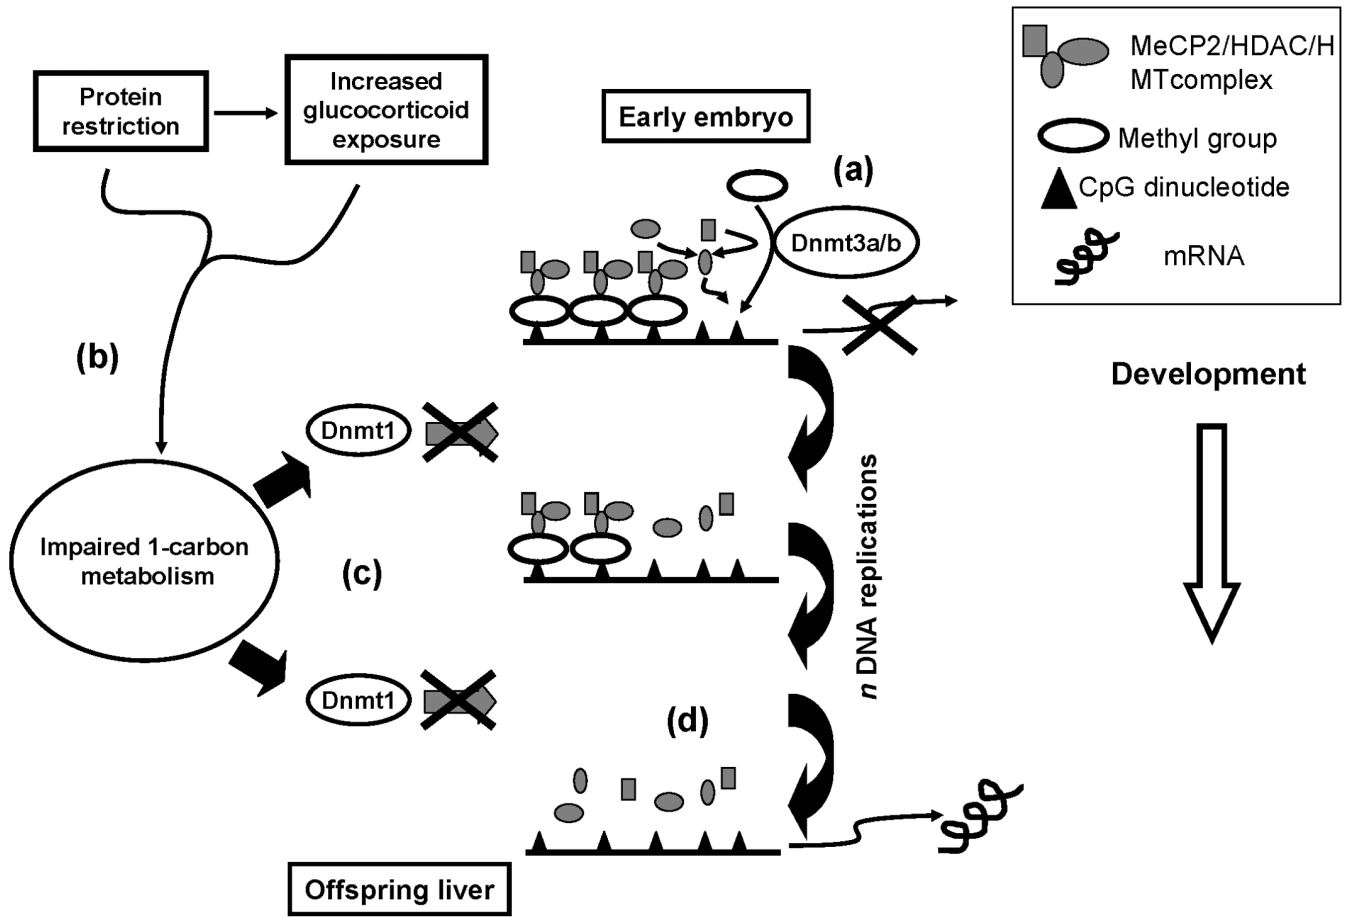 Protein
restriction
Increased
glucocorticoid
exposure
Early embryo
(a)
Dnmt3a/b
MeCP2/HDAC/H
MTcomplex
Methyl group
CpG dinucleotide
mRNA
(b)
Development
Dnmt1
Impaired 1-carbon
metabolism
(c)
n DNA replications
Dnmt1
(d)
Offspring liver